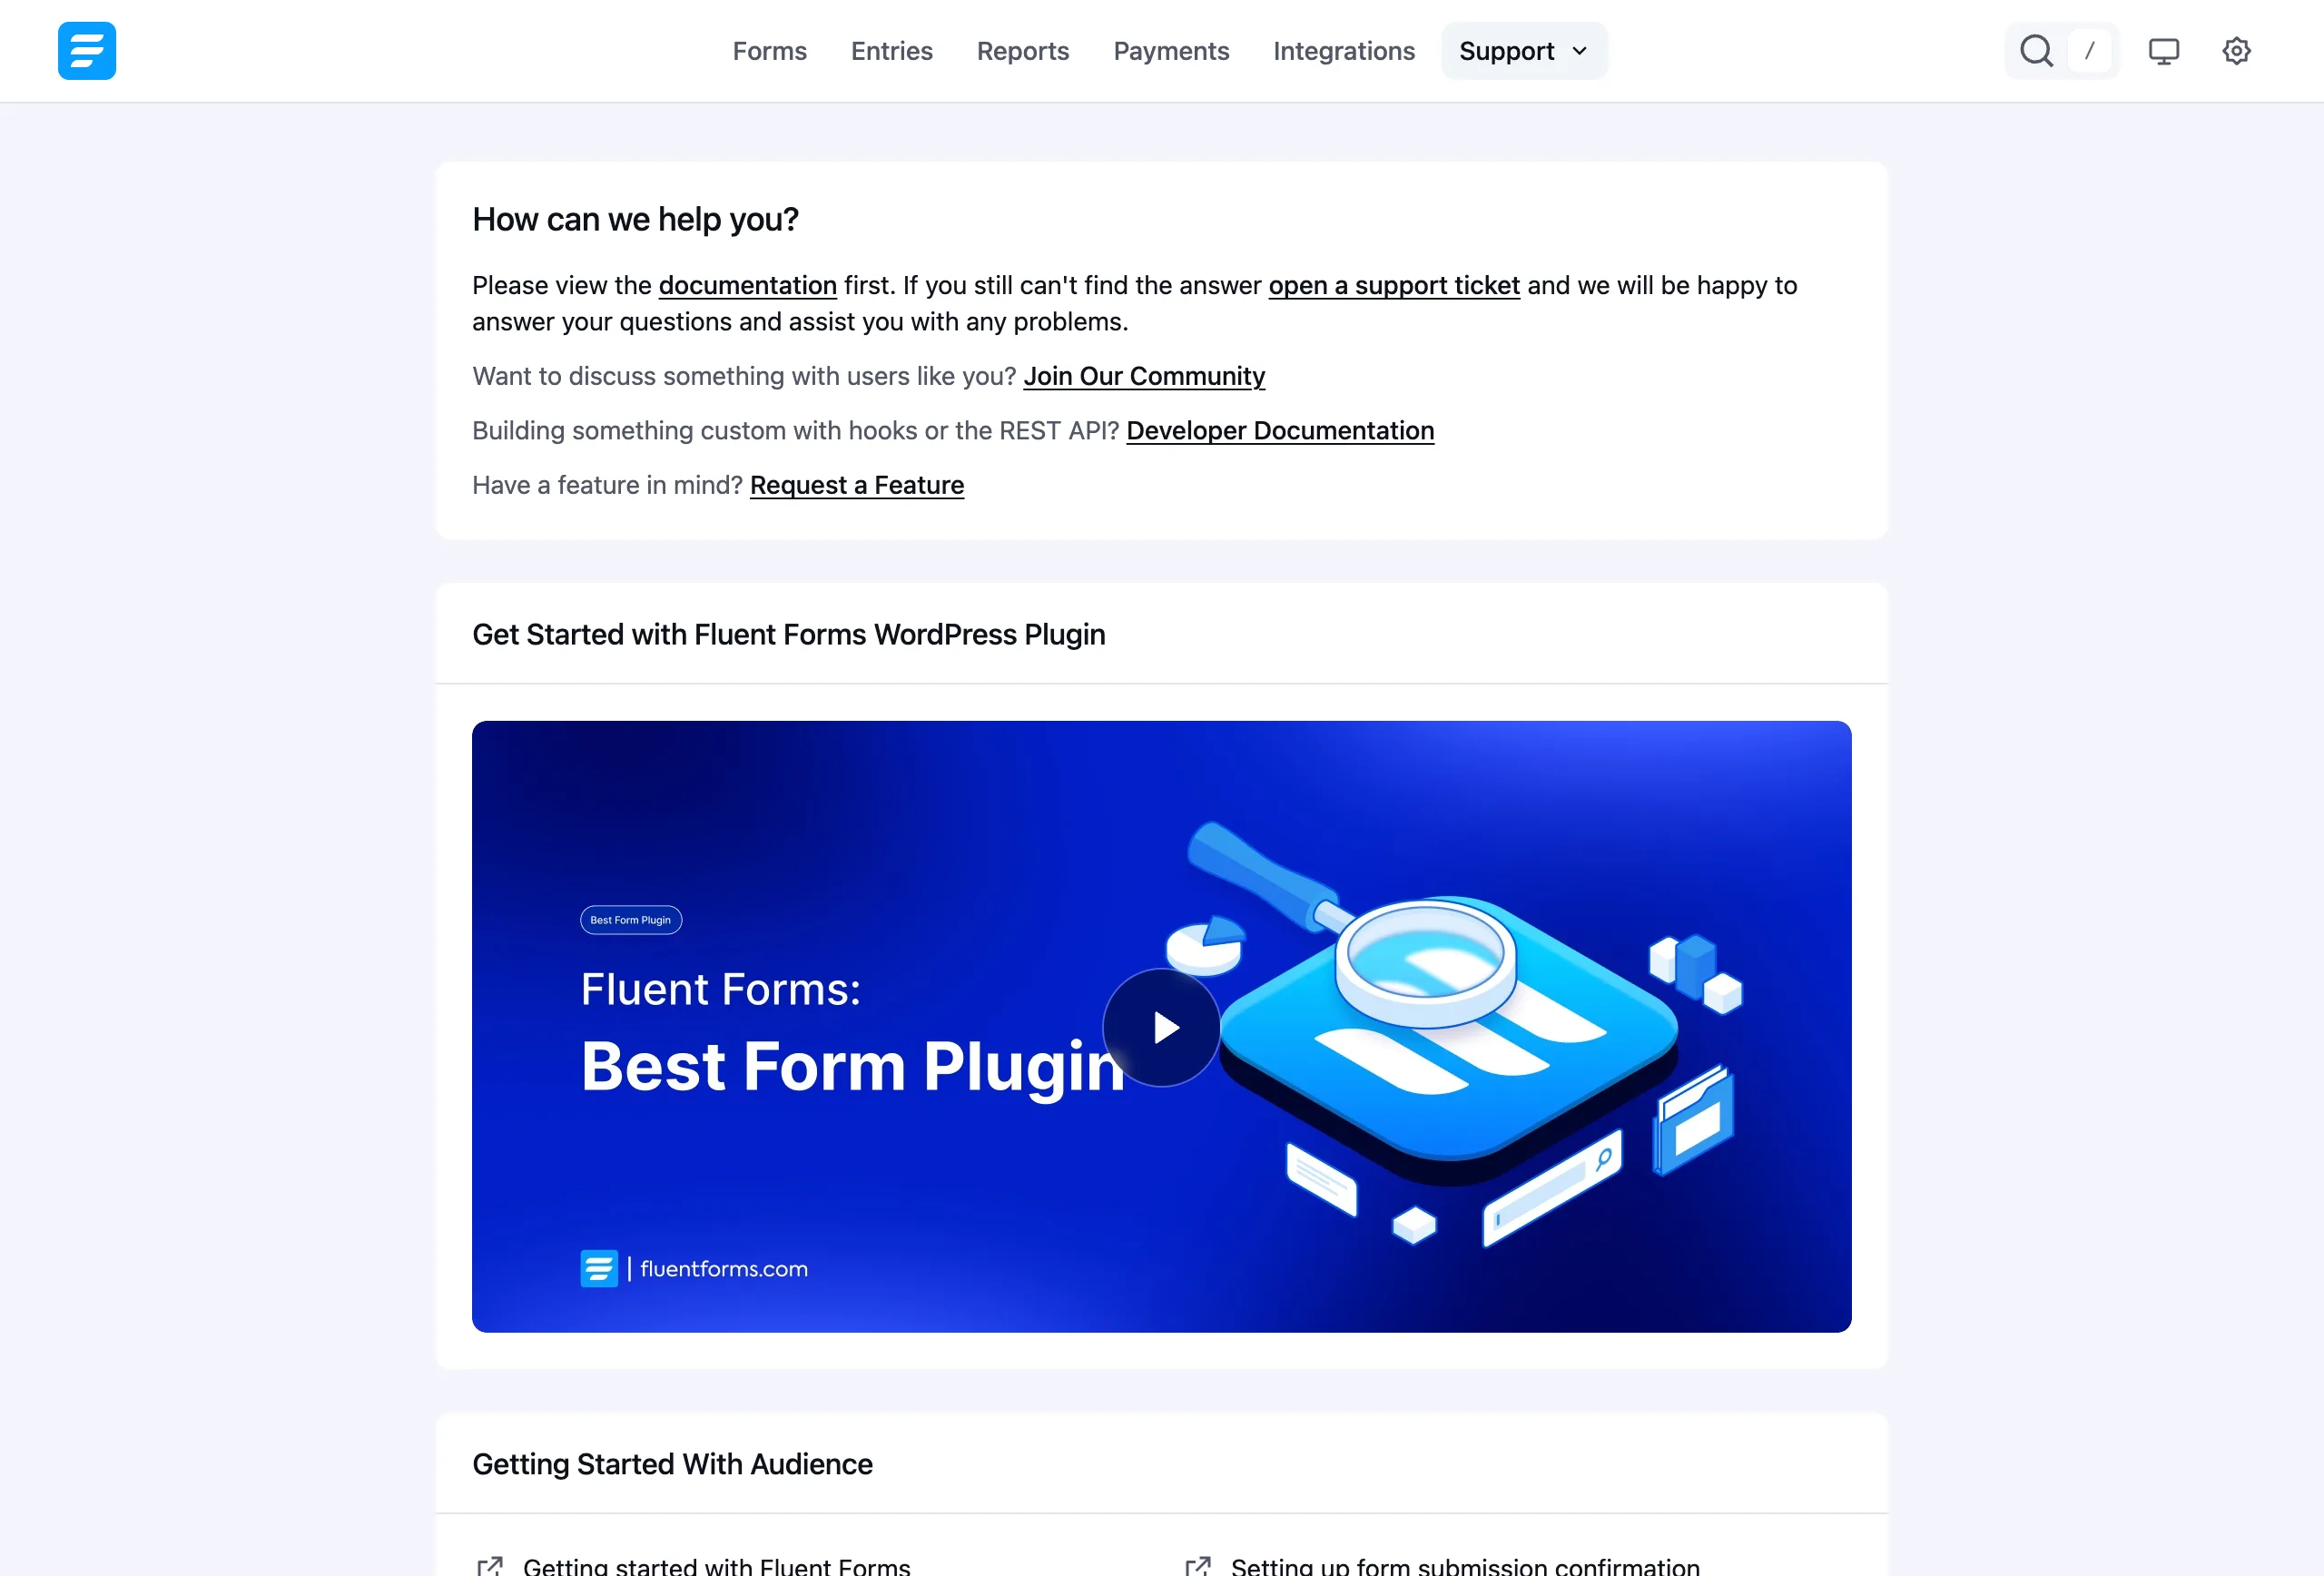 Forms Entries Reports Payments Integrations Support /
How can we help you?
Please view the documentation first. If you still can't find the answer open a support ticket and we will be happy to
answer your questions and assist you with any problems.
Want to discuss something with users like you? Join Our Community
Building something custom with hooks or the REST API? Developer Documentation
Have a feature in mind? Request a Feature
Get Started with Fluent Forms WordPress Plugin
Best Form Plugin
Fluent Forms:
Best Form Plugin
fluentforms.com
Getting Started With Audience
Getting started with Fluent Forms
Setting up form submission confirmation